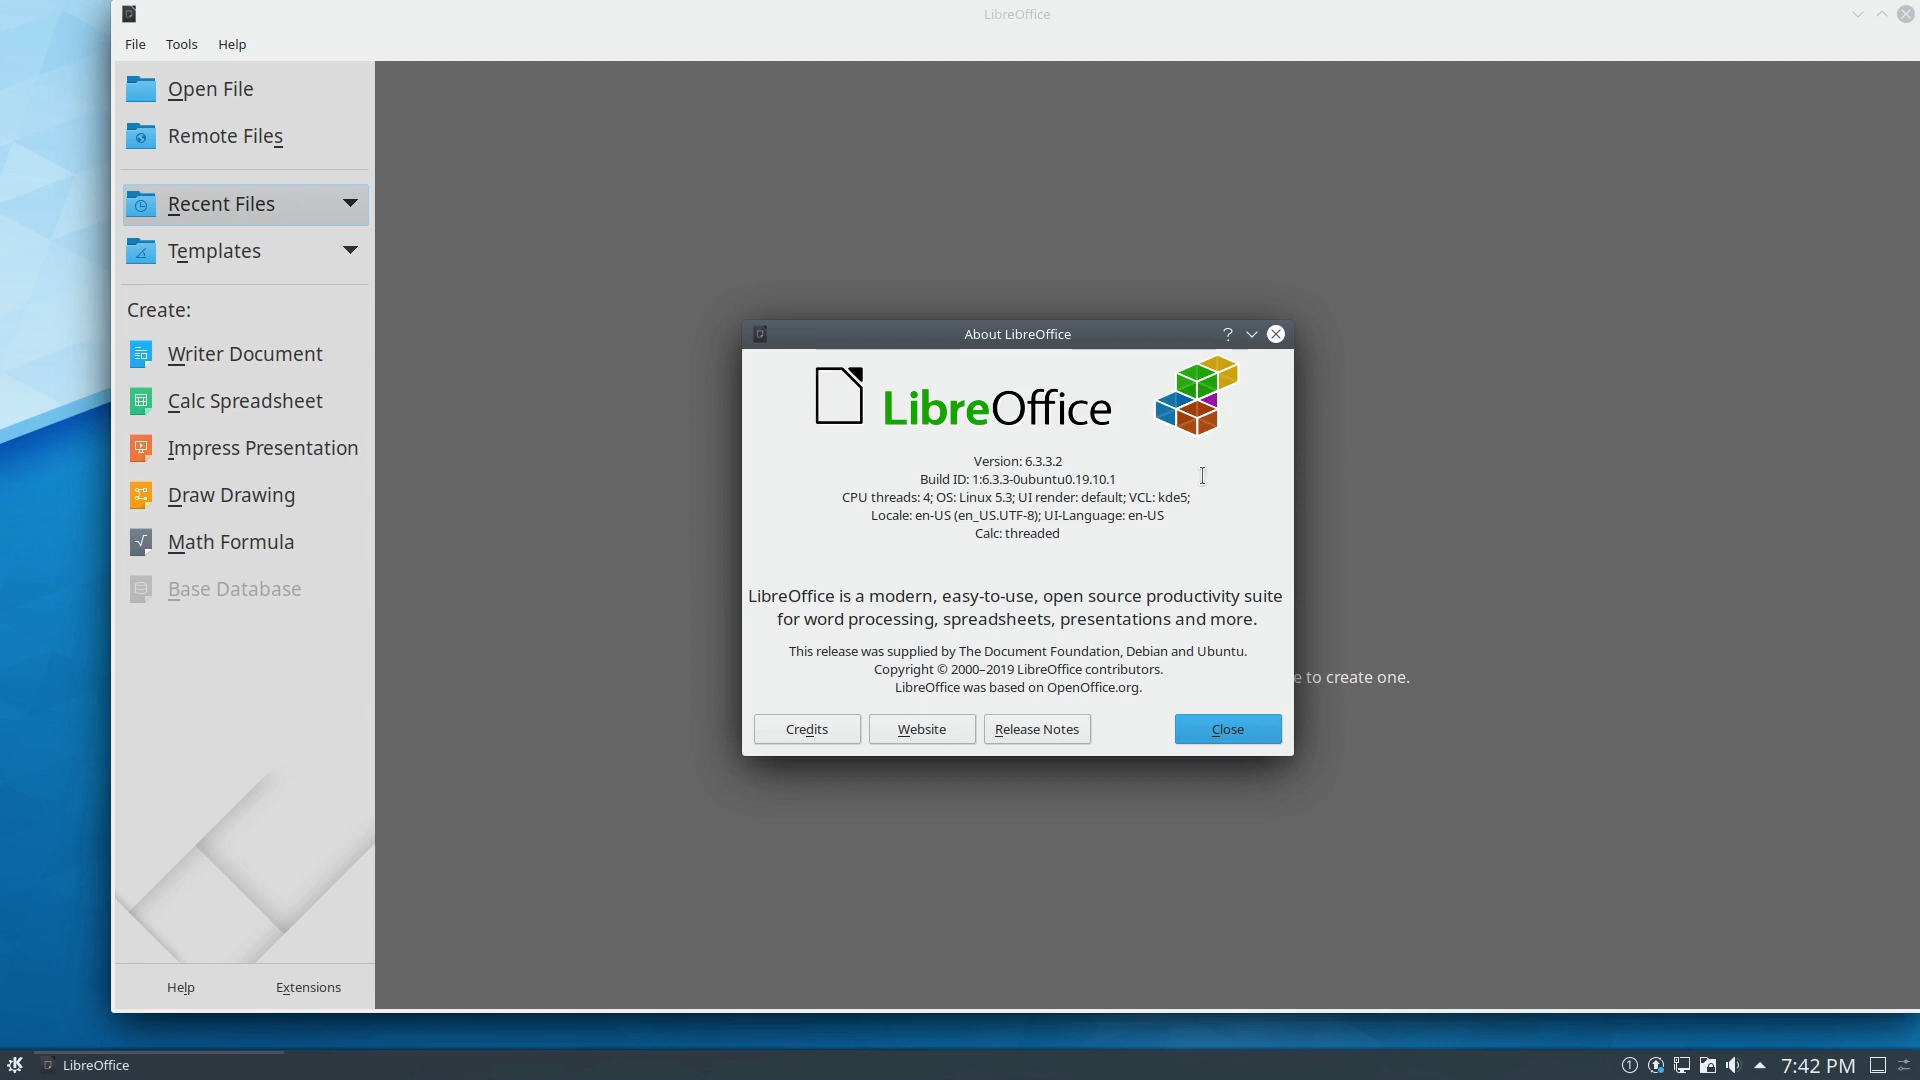 LibreOffice
File Tools Help
Open File
Remote Files
Recent Files
Templates
Create:
Writer Document
Calc Spreadsheet
Impress Presentation
Draw Drawing
Math Formula
Base Database
Help Extensions
About LibreOffice
?
LibreOffice
Version: 6.3.3.2
Build ID: 1:6.3.3-0ubuntu0.19.10.1
CPU threads: 4; OS: Linux 5.3; UI render: default; VCL: kde5;
Locale: en-US (en_US.UTF-8); UI-Language: en-US
Calc: threaded
LibreOffice is a modern, easy-to-use, open source productivity suite
for word processing, spreadsheets, presentations and more.
This release was supplied by The Document Foundation, Debian and Ubuntu.
Copyright © 2000–2019 LibreOffice contributors.
LibreOffice was based on OpenOffice.org.
Credits Website Release Notes Close
e to create one.
LibreOffice
1
7:42 PM